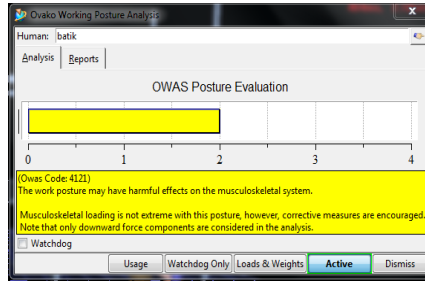 Ovako Working Posture Analysis
Human: batik
Analysis Reports
OWAS Posture Evaluation
0 1 2 3 4
(Owas Code: 4121)
The work posture may have harmful effects on the musculoskeletal system.
Musculoskeletal loading is not extreme with this posture, however, corrective measures are encouraged.
Note that only downward force components are considered in the analysis.
Watchdog
Usage Watchdog Only Loads & Weights Active Dismiss